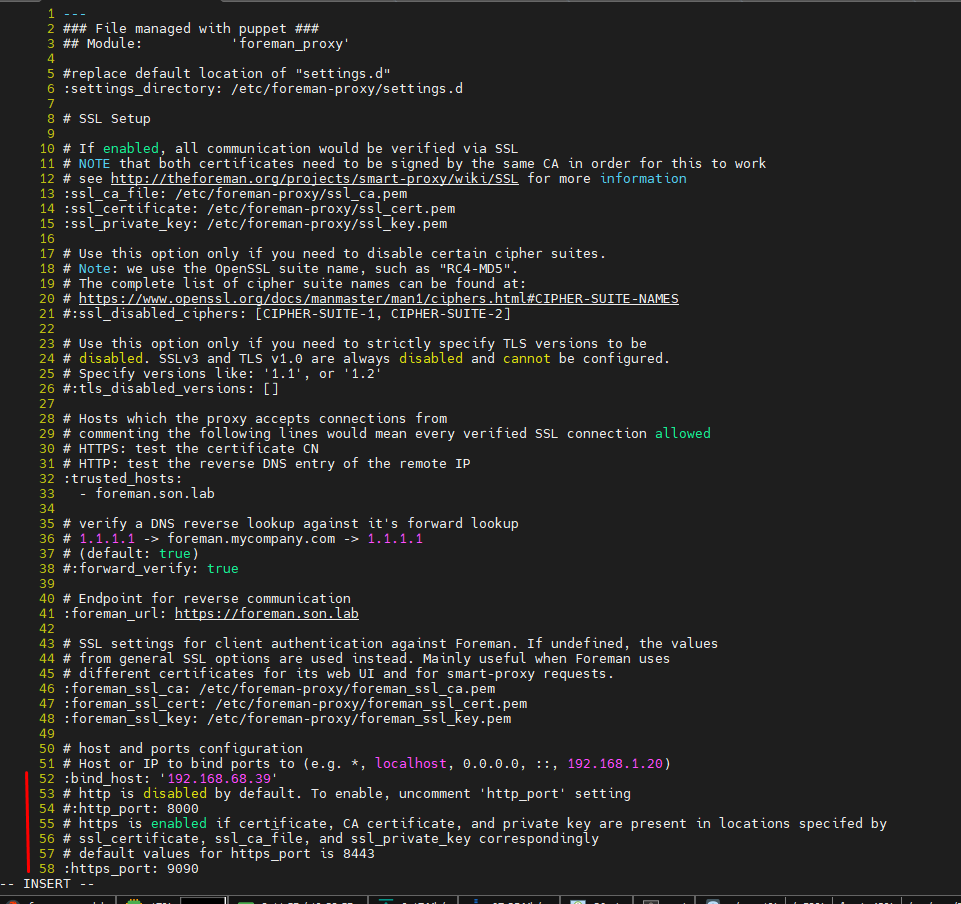 1 ---
2 ### File managed with puppet ###
3 ## Module:           'foreman_proxy'
4
5 #replace default location of "settings.d"
6 :settings_directory: /etc/foreman-proxy/settings.d
7
8 # SSL Setup
9
10 # If enabled, all communication would be verified via SSL
11 # NOTE that both certificates need to be signed by the same CA in order for this to work
12 # see http://theforeman.org/projects/smart-proxy/wiki/SSL for more information
13 :ssl_ca_file: /etc/foreman-proxy/ssl_ca.pem
14 :ssl_certificate: /etc/foreman-proxy/ssl_cert.pem
15 :ssl_private_key: /etc/foreman-proxy/ssl_key.pem
16
17 # Use this option only if you need to disable certain cipher suites.
18 # Note: we use the OpenSSL suite name, such as "RC4-MD5".
19 # The complete list of cipher suite names can be found at:
20 # https://www.openssl.org/docs/manmaster/man1/ciphers.html#CIPHER-SUITE-NAMES
21 #:ssl_disabled_ciphers: [CIPHER-SUITE-1, CIPHER-SUITE-2]
22
23 # Use this option only if you need to strictly specify TLS versions to be
24 # disabled. SSLv3 and TLS v1.0 are always disabled and cannot be configured.
25 # Specify versions like: '1.1', or '1.2'
26 #:tls_disabled_versions: []
27
28 # Hosts which the proxy accepts connections from
29 # commenting the following lines would mean every verified SSL connection allowed
30 # HTTPS: test the certificate CN
31 # HTTP: test the reverse DNS entry of the remote IP
32 :trusted_hosts:
33   - foreman.son.lab
34
35 # verify a DNS reverse lookup against it's forward lookup
36 # 1.1.1.1 -> foreman.mycompany.com -> 1.1.1.1
37 # (default: true)
38 #:forward_verify: true
39
40 # Endpoint for reverse communication
41 :foreman_url: https://foreman.son.lab
42
43 # SSL settings for client authentication against Foreman. If undefined, the values
44 # from general SSL options are used instead. Mainly useful when Foreman uses
45 # different certificates for its web UI and for smart-proxy requests.
46 :foreman_ssl_ca: /etc/foreman-proxy/foreman_ssl_ca.pem
47 :foreman_ssl_cert: /etc/foreman-proxy/foreman_ssl_cert.pem
48 :foreman_ssl_key: /etc/foreman-proxy/foreman_ssl_key.pem
49
50 # host and ports configuration
51 # Host or IP to bind ports to (e.g. *, localhost, 0.0.0.0, ::, 192.168.1.20)
52 :bind_host: '192.168.68.39'
53 # http is disabled by default. To enable, uncomment 'http_port' setting
54 #:http_port: 8000
55 # https is enabled if certificate, CA certificate, and private key are present in locations specifed by
56 # ssl_certificate, ssl_ca_file, and ssl_private_key correspondingly
57 # default values for https_port is 8443
58 :https_port: 9090
-- INSERT --